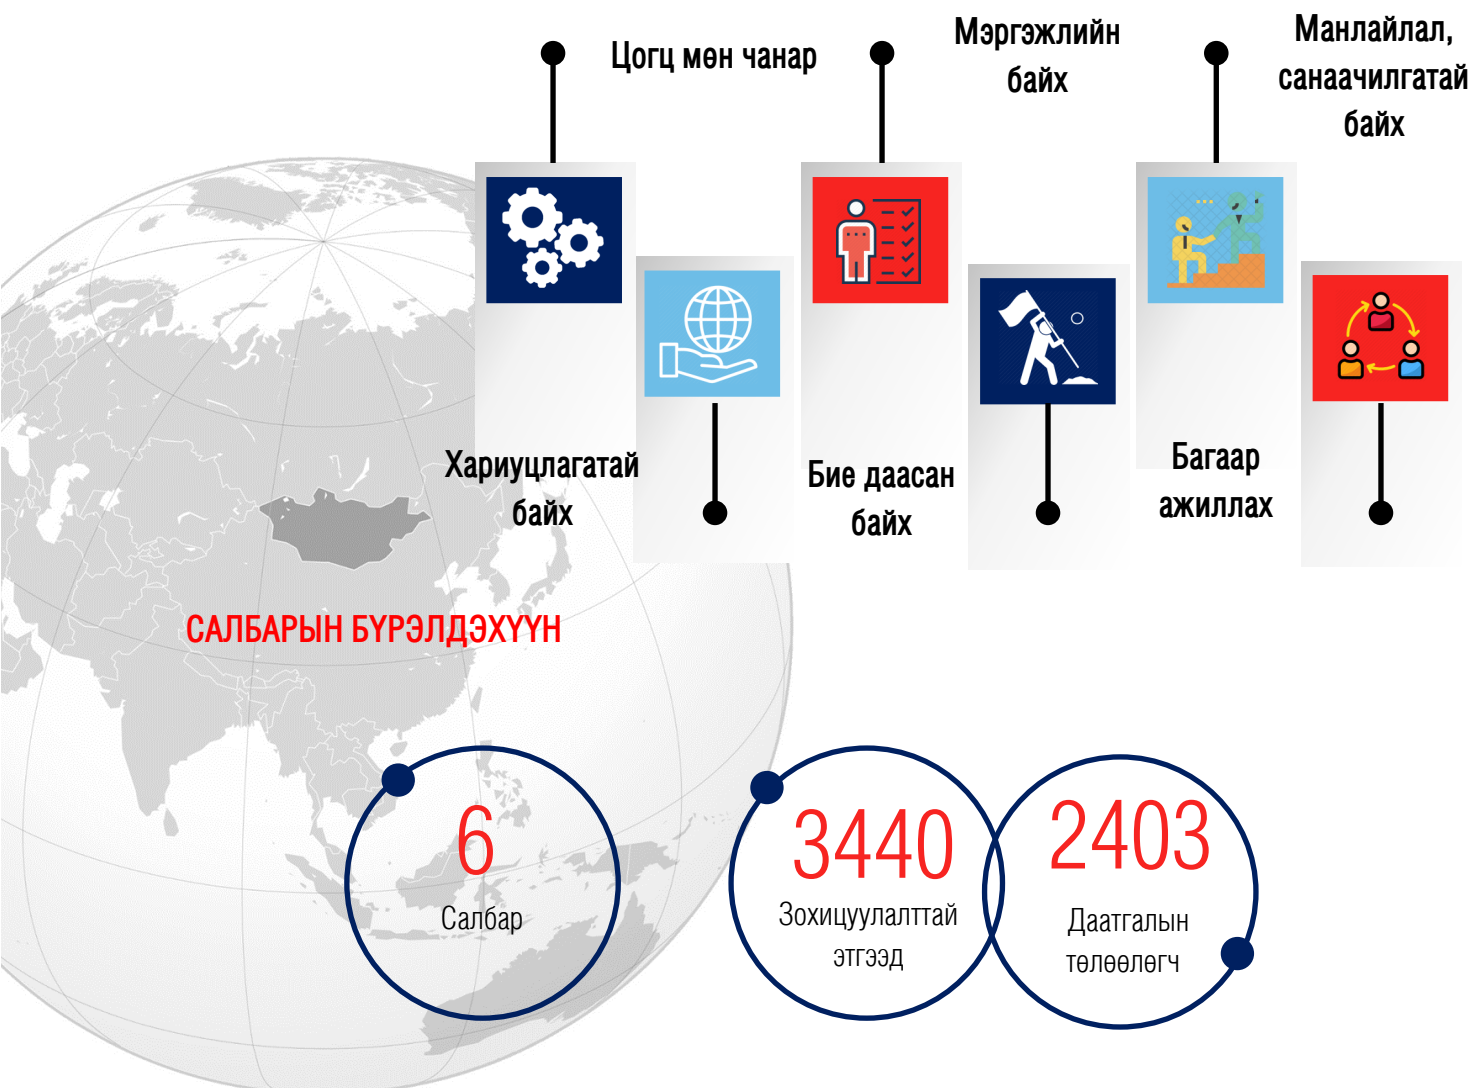 Цогц мөн чанар
Мэргэжлийн
байх
Манлайлал,
санаачилгатай
байх
Хариуцлагатай
байх
Бие даасан
байх
Багаар
ажиллах
САЛБАРЫН БҮРЭЛДЭХҮҮН
6
Салбар
3440
Зохицуулалттай
этгээд
2403
Даатгалын
төлөөлөгч